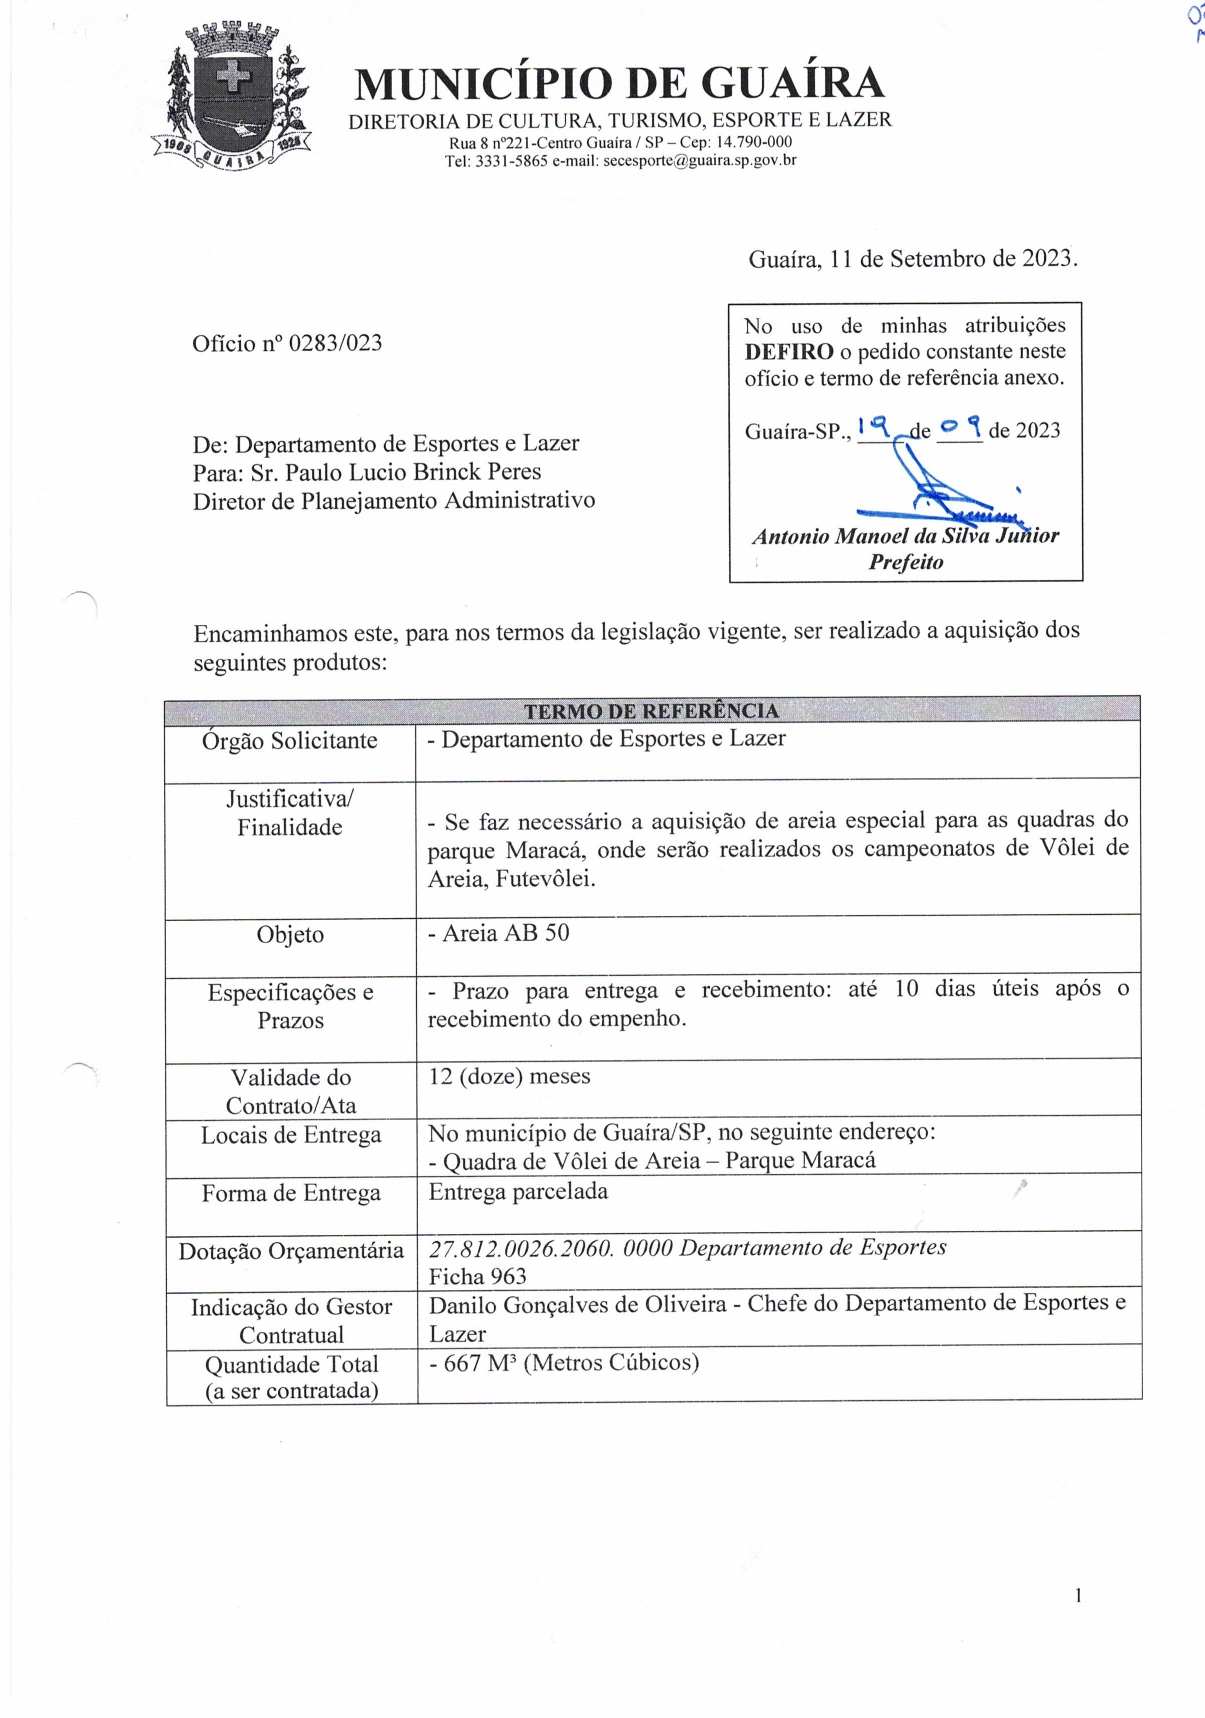 MUNICÍPIO DE GUAÍRA
DIRETORIA DE CULTURA, TURISMO, ESPORTE E LAZER
Rua 8 nº221-Centro Guaíra / SP – Cep: 14.790-000
Tel: 3331-5865 e-mail: secesporte@guaira.sp.gov.br
1909 GUAIRA 1928
Guaíra, 11 de Setembro de 2023.
Ofício nº 0283/023
No uso de minhas atribuições
DEFIRO o pedido constante neste
ofício e termo de referência anexo.
Guaíra-SP., 19 de 09 de 2023
Antonio Manoel da Silva Junior
Prefeito
De: Departamento de Esportes e Lazer
Para: Sr. Paulo Lucio Brinck Peres
Diretor de Planejamento Administrativo
Encaminhamos este, para nos termos da legislação vigente, ser realizado a aquisição dos
seguintes produtos:
TERMO DE REFERÊNCIA
Órgão Solicitante
- Departamento de Esportes e Lazer
Justificativa/
Finalidade
- Se faz necessário a aquisição de areia especial para as quadras do
parque Maracá, onde serão realizados os campeonatos de Vôlei de
Areia, Futevôlei.
Objeto
- Areia AB 50
Especificações e
Prazos
- Prazo para entrega e recebimento: até 10 dias úteis após o
recebimento do empenho.
Validade do
Contrato/Ata
12 (doze) meses
Locais de Entrega
No município de Guaíra/SP, no seguinte endereço:
- Quadra de Vôlei de Areia – Parque Maracá
Forma de Entrega
Entrega parcelada
Dotação Orçamentária
27.812.0026.2060. 0000 Departamento de Esportes
Ficha 963
Indicação do Gestor
Contratual
Danilo Gonçalves de Oliveira - Chefe do Departamento de Esportes e
Lazer
Quantidade Total
(a ser contratada)
- 667 M³ (Metros Cúbicos)
1